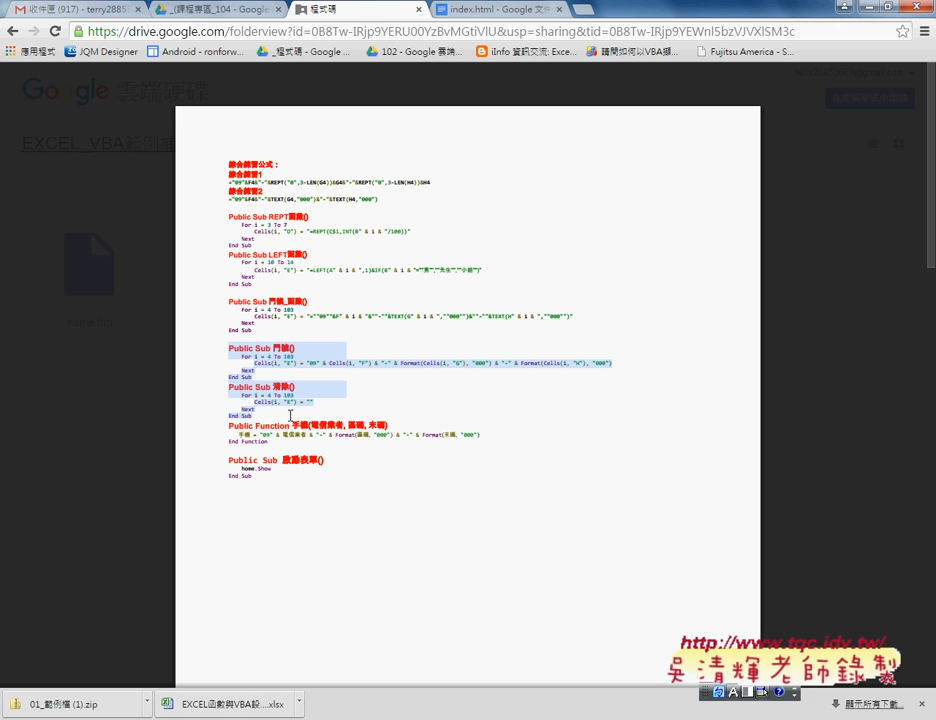 收件匣 (917) - terry2885
_(課程專區_104 - Google
程式碼
index.html - Google 文件
https://drive.google.com/folderview?id=0B8Tw-IRjp9YERU00YzBvMGtiVlU&usp=sharing&tid=0B8Tw-IRjp9YEWnl5bzVJVXlSM3c
應用程式
JQM Designer
Android - ronforw...
_程式碼 - Google ...
102 - Google 雲端...
iInfo 資訊交流: Exce...
請問如何以VBA擷...
Fujitsu America - S...
Google 雲端硬碟
EXCEL_VBA範例
綜合練習公式：
綜合練習1
="09"&F4&"-"&REPT("0",3-LEN(G4))&G4&"-"&REPT("0",3-LEN(H4))&H4
綜合練習2
="09"&F4&"-"&TEXT(G4,"000")&"-"&TEXT(H4,"000")
Public Sub REPT函數()
For i = 3 To 7
Cells(i, "D") = "=REPT(C$1,INT(B" & i & "/100))"
Next
End Sub
Public Sub LEFT函數()
For i = 10 To 14
Cells(i, "E") = "=LEFT(A" & i & ",1)&IF(B" & i & "=""男"",""先生"",""小姐"")"
Next
End Sub
Public Sub 門號_函數()
For i = 4 To 103
Cells(i, "E") = "=""09""&F" & i & "&""-""&TEXT(G" & i & ",""000"")&""-""&TEXT(H" & i & ",""000"")"
Next
End Sub
Public Sub 門號()
For i = 4 To 103
Cells(i, "E") = "09" & Cells(i, "F") & "-" & Format(Cells(i, "G"), "000") & "-" & Format(Cells(i, "H"), "000")
Next
End Sub
Public Sub 清除()
For i = 4 To 103
Cells(i, "E") = ""
Next
End Sub
Public Function 手機(電信業者, 區碼, 末碼)
手機 = "09" & 電信業者 & "-" & Format(區碼, "000") & "-" & Format(末碼, "000")
End Function
Public Sub 啟動表單()
home.Show
End Sub
http://www.tqc.idv.tw/
吳清輝老師錄製
01_範例檔 (1).zip
EXCEL函數與VBA設....xlsx
顯示所有下載...